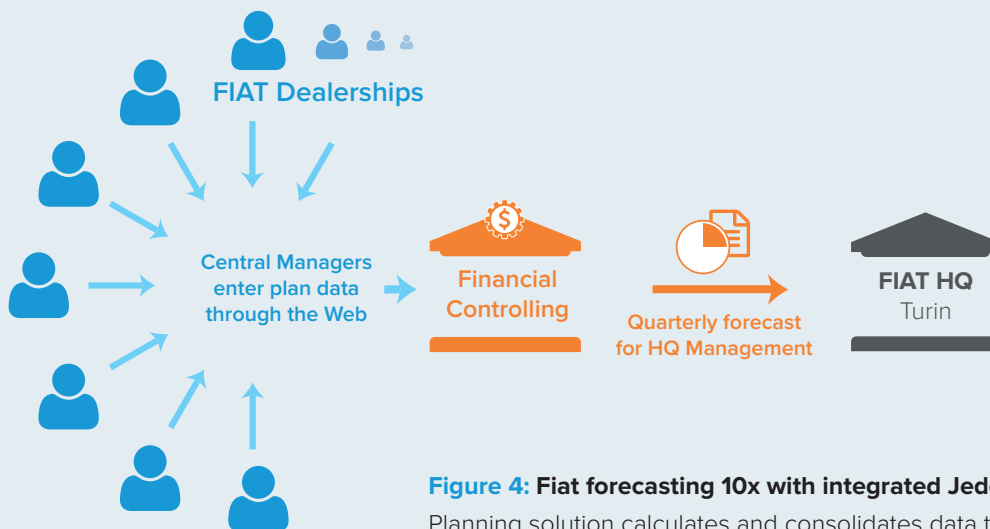 FIAT Dealerships
Central Managers
enter plan data
through the Web
$
Financial
Controlling
Quarterly forecast
for HQ Management
FIAT HQ
Turin
Figure 4: Fiat forecasting 10x with integrated
Planning solution calculates and consolidates data